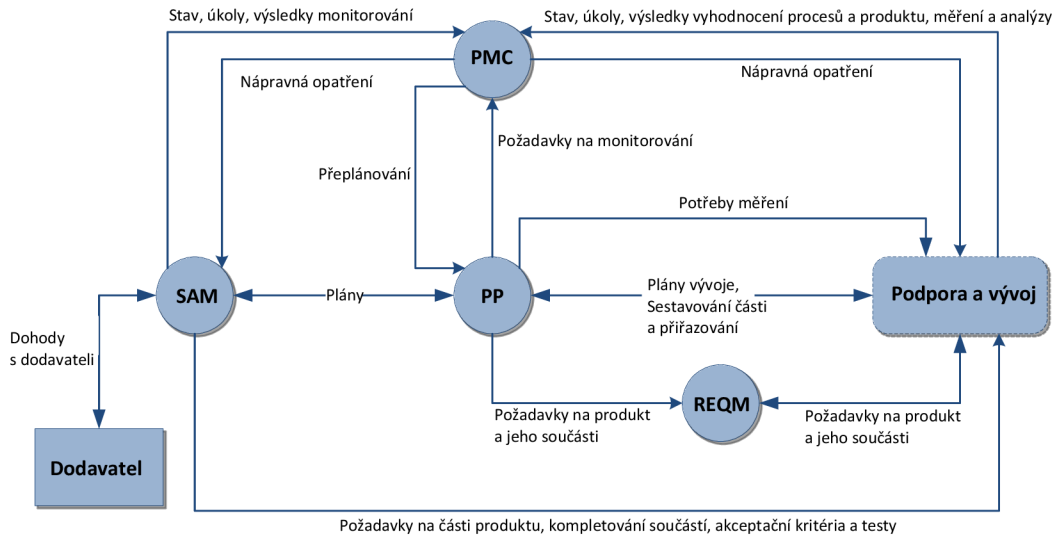 Stav, úkoly, výsledky monitorování
Stav, úkoly, výsledky vyhodnocení procesů a produktu, měření a analýzy
PMC
Nápravná opatření
Nápravná opatření
Požadavky na monitorování
Přeplánování
Potřeby měření
SAM
Plány
PP
Plány vývoje,
Sestavování části
a přiřazování
Podpora a vývoj
Dohody
s dodavateli
REQM
Požadavky na produkt
a jeho součásti
Požadavky na produkt
a jeho součásti
Dodavatel
Požadavky na části produktu, kompletování součástí, akceptační kritéria a testy